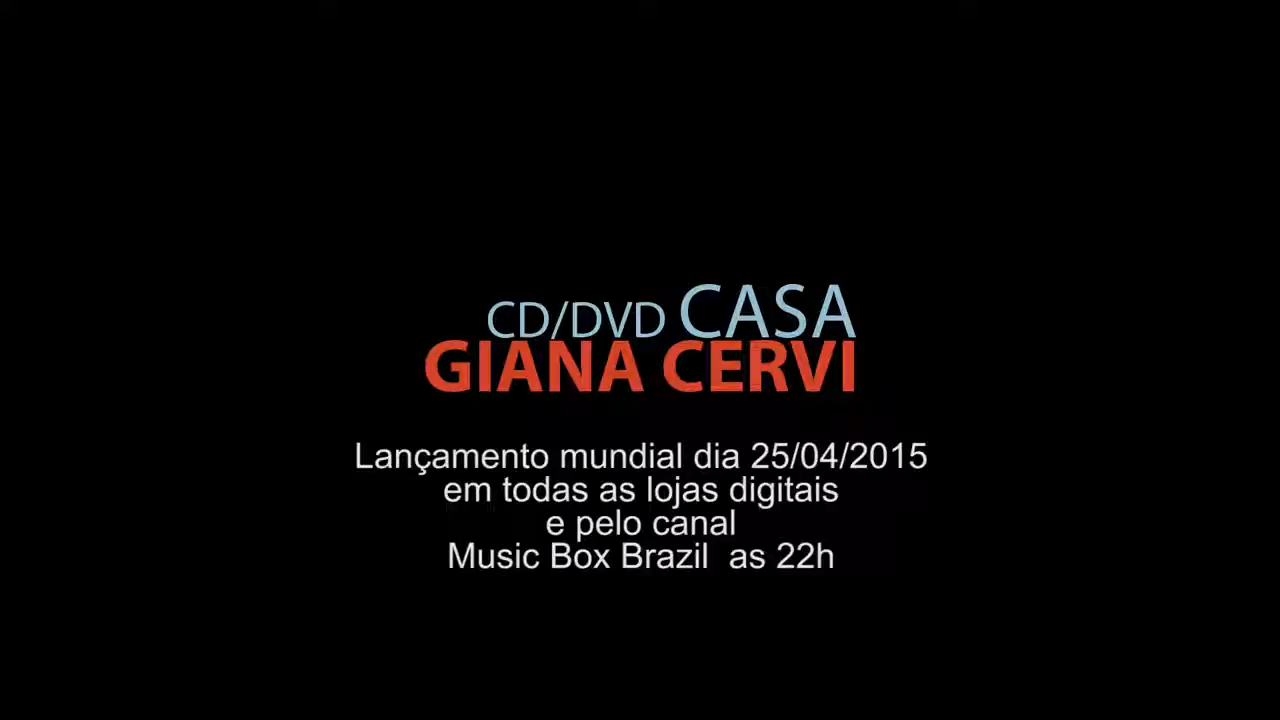 CD/DVD CASA
GIANA CERVI
Lançamento mundial dia 25/04/2015
em todas as lojas digitais
e pelo canal
Music Box Brazil  as 22h